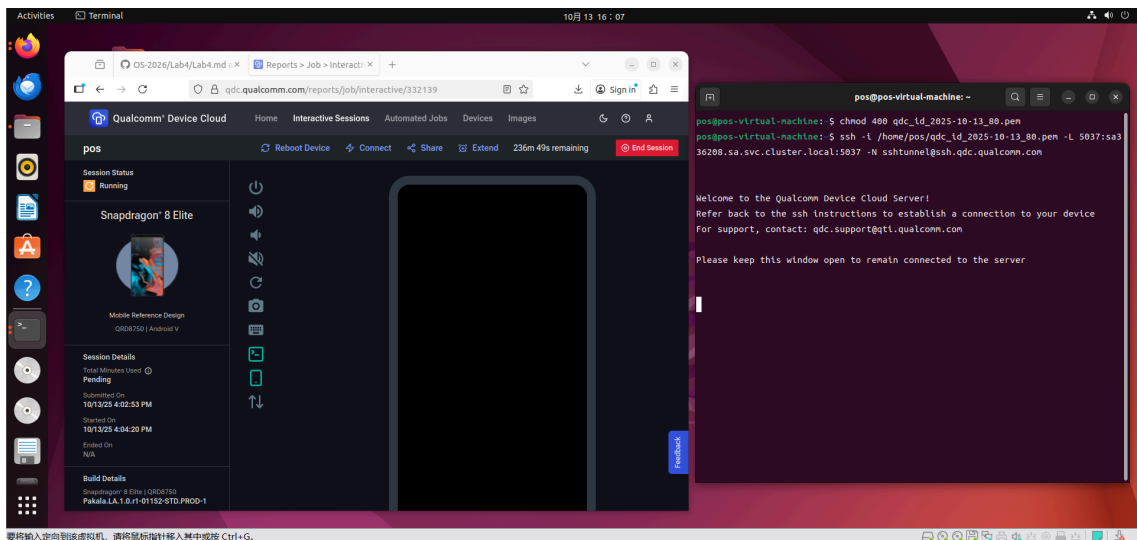 Activities
Terminal
10月 13 16：07
OS-2026/Lab4/Lab4.md
Reports > Job > Interacti
qdc.qualcomm.com/reports/job/interactive/332139
Sign in
Qualcomm® Device Cloud
Home
Interactive Sessions
Automated Jobs
Devices
Images
pos
Reboot Device
Connect
Share
Extend
236m 49s remaining
End Session
Session Status
Running
Snapdragon® 8 Elite
Mobile Reference Design
QRD8750 | Android V
Session Details
Total Minutes Used
Pending
Submitted On
10/13/25 4:02:53 PM
Started On
10/13/25 4:04:20 PM
Ended On
N/A
Build Details
Snapdragon® 8 Elite | QRD8750
Pakala.LA.1.0.r1-01152-STD.PROD-1
Feedback
pos@pos-virtual-machine: ~
pos@pos-virtual-machine:~$ chmod 400 qdc_id_2025-10-13_80.pem
pos@pos-virtual-machine:~$ ssh -i /home/pos/qdc_id_2025-10-13_80.pem -L 5037:sa3
36208.sa.svc.cluster.local:5037 -N sshtunnel@ssh.qdc.qualcomm.com
Welcome to the Qualcomm Device Cloud Server!
Refer back to the ssh instructions to establish a connection to your device
For support, contact: qdc.support@qti.qualcomm.com
Please keep this window open to remain connected to the server
要将输入定向到该虚拟机，请将鼠标指针移入其中或按 Ctrl+G。